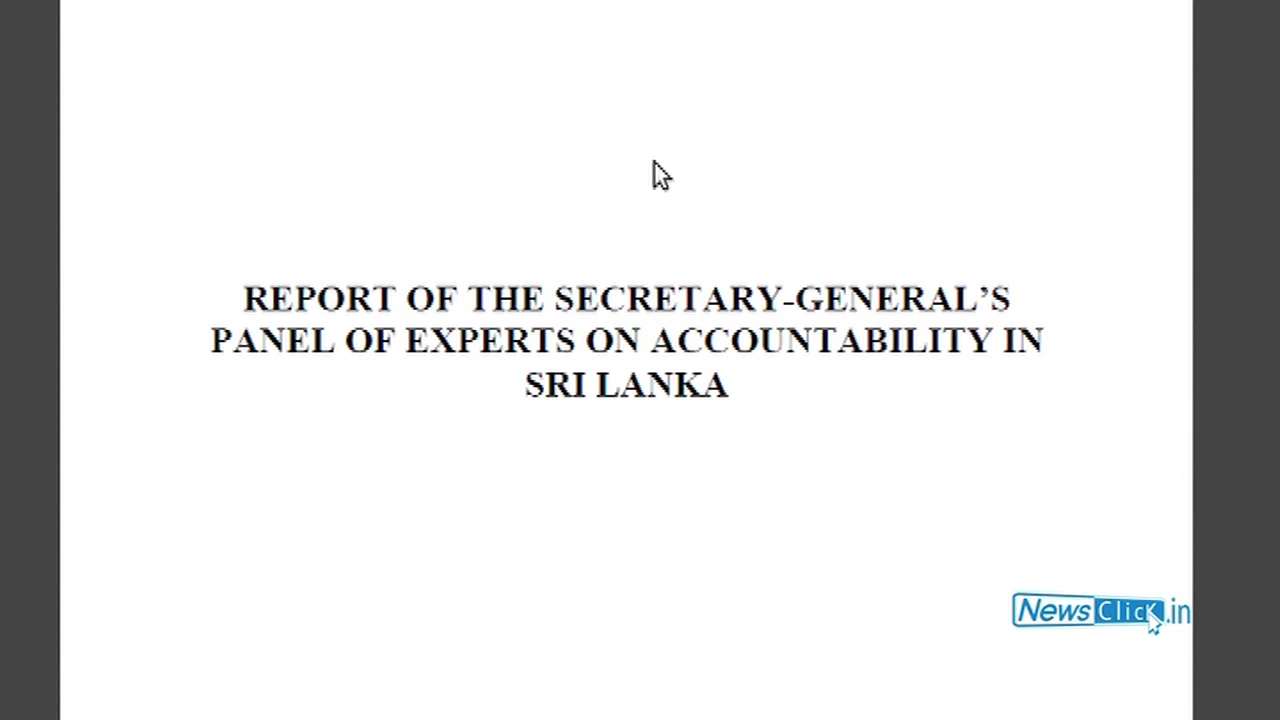 REPORT OF THE SECRETARY-GENERAL’S
PANEL OF EXPERTS ON ACCOUNTABILITY IN
SRI LANKA
NewsClick.in